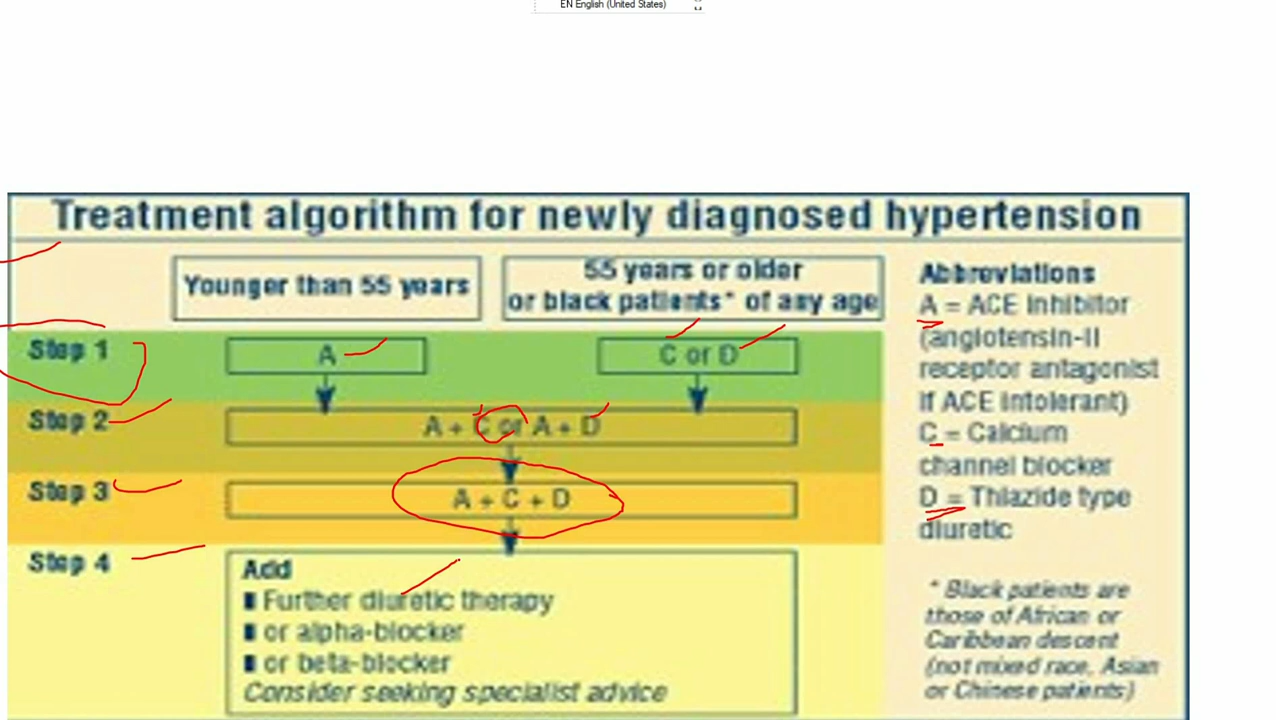 EN English (United States)
Treatment algorithm for newly diagnosed hypertension
Younger than 55 years
55 years or older
or black patients* of any age
Abbreviations
A = ACE Inhibitor
(angiotensin-II
receptor antagonist
if ACE intolerant)
C = Calcium
channel blocker
D = Thiazide type
diuretic
Step 1
A
C or D
Step 2
A + C or A + D
Step 3
A + C + D
Step 4
Add
Further diuretic therapy
or alpha-blocker
or beta-blocker
Consider seeking specialist advice
* Black patients are
those of African or
Caribbean descent
(not mixed race, Asian
or Chinese patients)